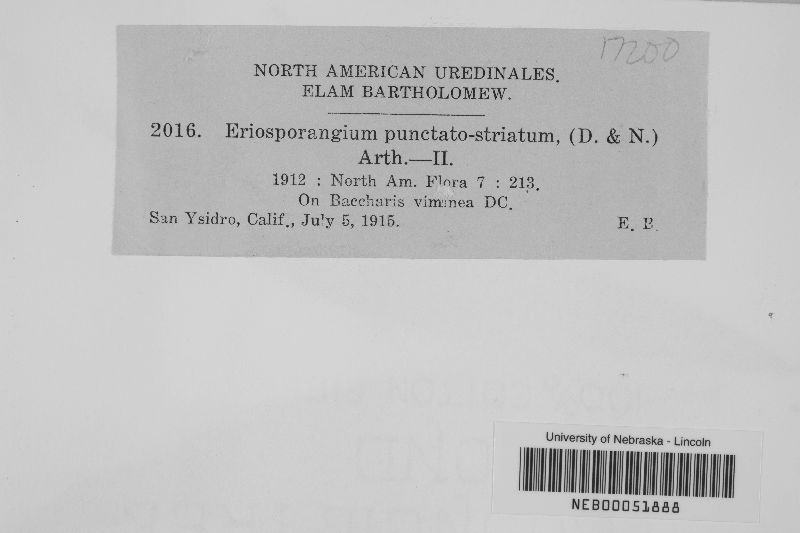 17200
NORTH AMERICAN UREDINALES.
ELAM BARTHOLOMEW.
2016. Eriosporangium punctato-striatum, (D. & N.)
Arth.—II.
1912 : North Am. Flora 7 : 213.
On Baccharis viminea DC.
San Ysidro, Calif., July 5, 1915. E. B.
University of Nebraska - Lincoln
NEB00051888